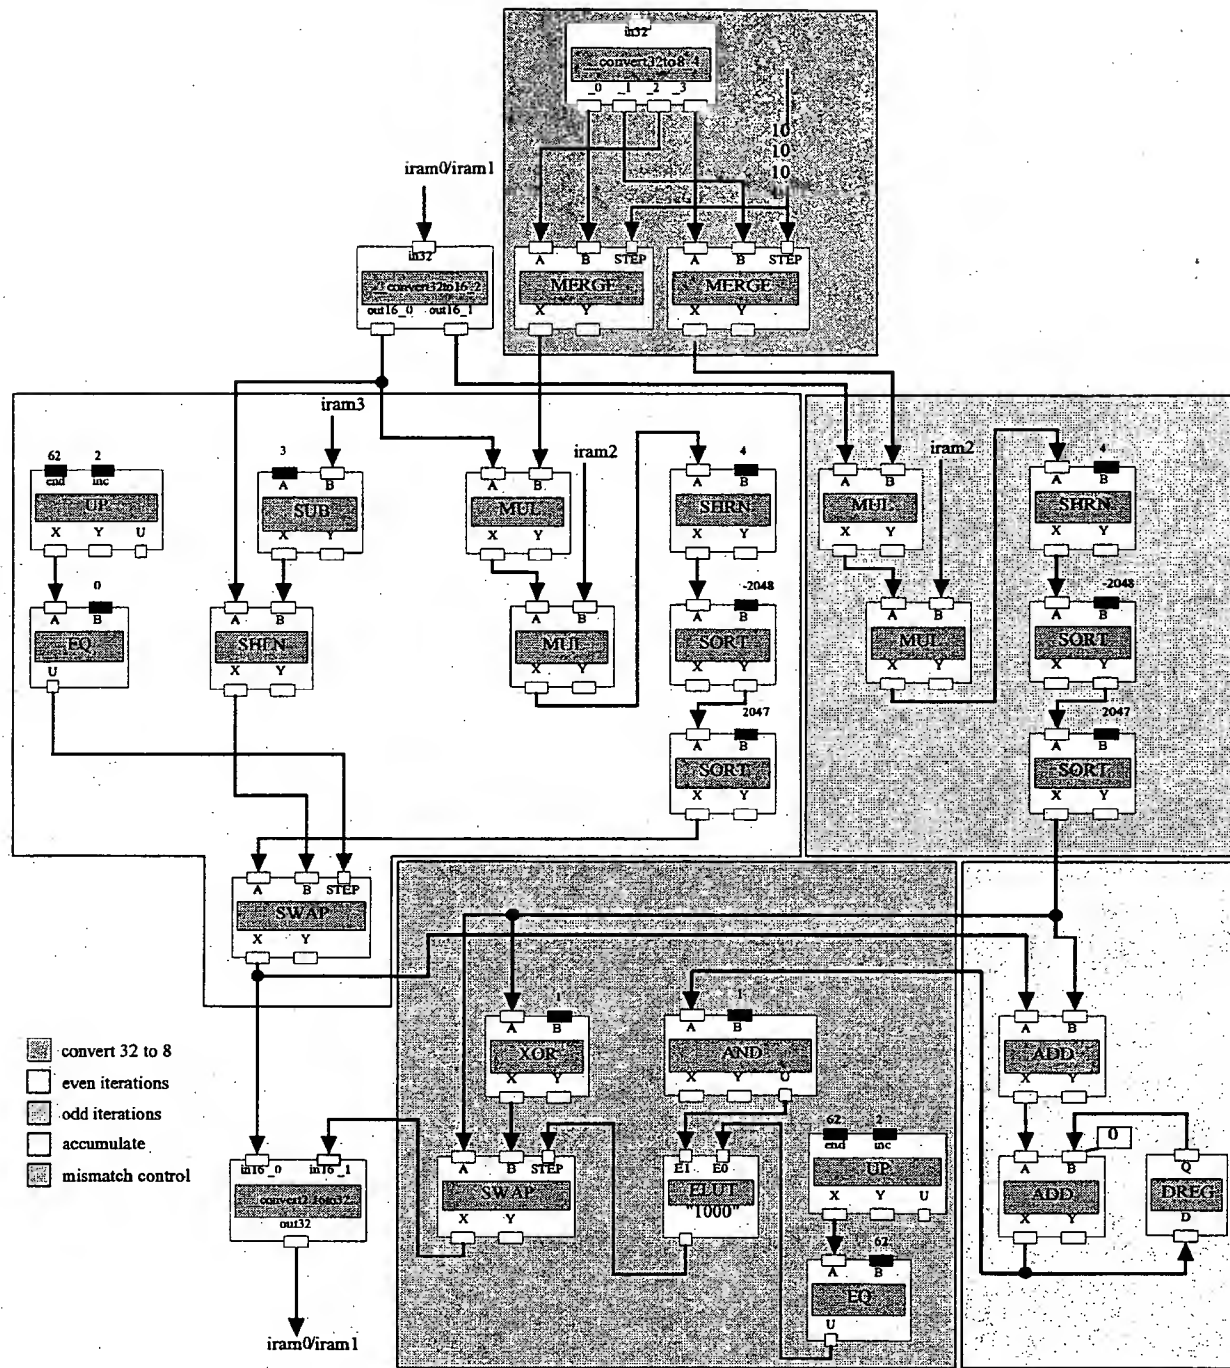 in32
_convert32to8_4
_0 _1 _2 _3
10
10
10
iram0/iram1
in32
_convert32to16_2
out16_0 out16_1
A B STEP
MERGE
X Y
A B STEP
MERGE
X Y
iram3
62 2
end inc
UP
X Y U
3
A B
SUB
X Y
A B
MUL
X Y
iram2
4
A B
SHRN
X Y
A B
MUL
X Y
iram2
4
A B
SHRN
X Y
0
A B
EQ
U
A B
SHLN
X Y
A B
MUL
X Y
-2048
A B
SORT
X Y
A B
MUL
X Y
-2048
A B
SORT
X Y
2047
A B
SORT
X Y
2047
A B
SORT
X Y
A B STEP
SWAP
X Y
1
A B
XOR
X Y
1
A B
AND
X Y U
A B
ADD
X Y
convert 32 to 8
even iterations
odd iterations
accumulate
mismatch control
in16_0 in16_1
convert2_16to32
out32
A B STEP
SWAP
X Y
E1 E0
ELUT
"1000"
62 2
end inc
UP
X Y U
0
A B
ADD
X Y
Q
DREG
D
62
A B
EQ
U
iram0/iram1